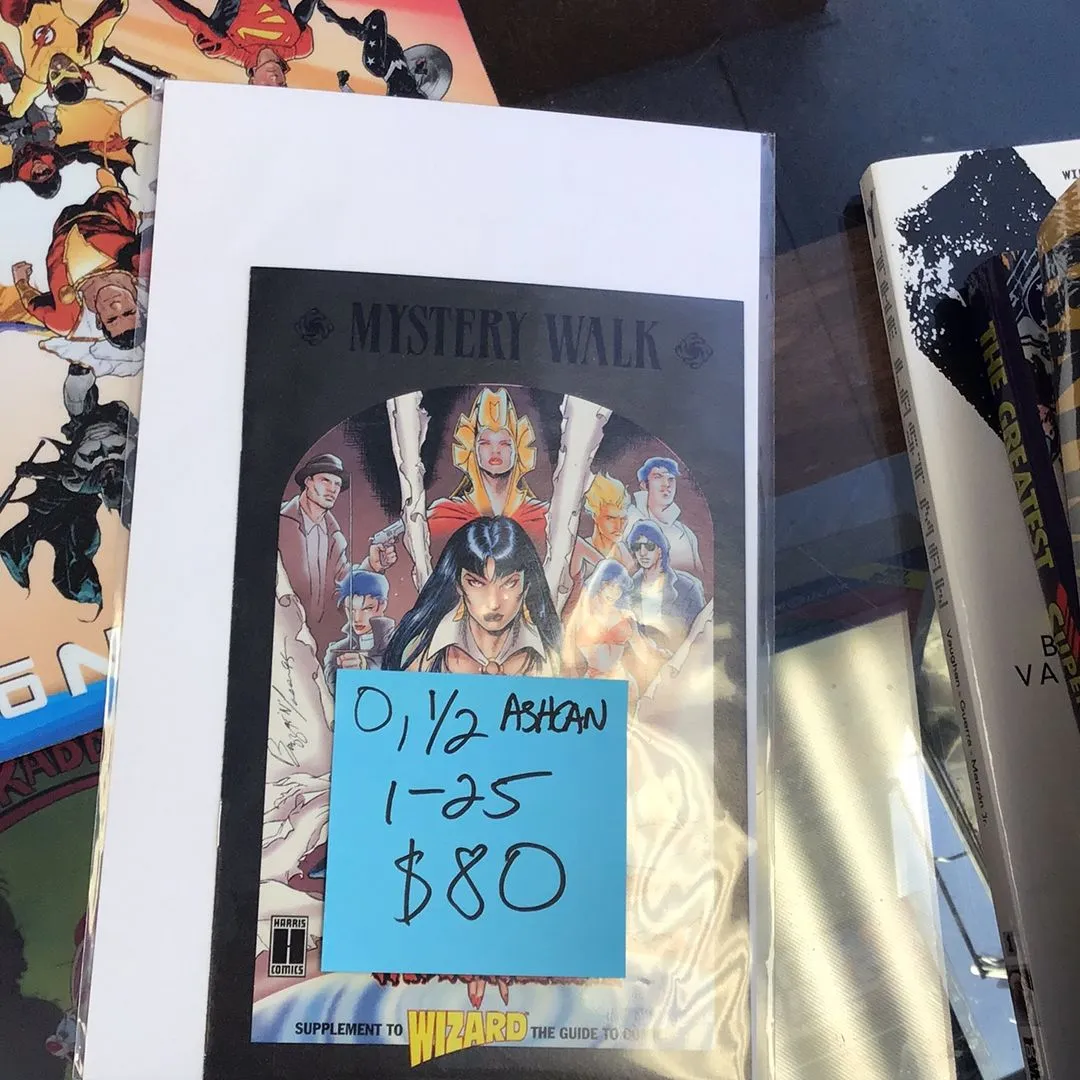 MYSTERY WALK
0, 1/2 ASHCAN
1-25
$80
HARRIS
H
COMICS
SUPPLEMENT TO WIZARD THE GUIDE TO
THE GREATEST
Vaughan - Guerra - Marzán Jr.
B
VA